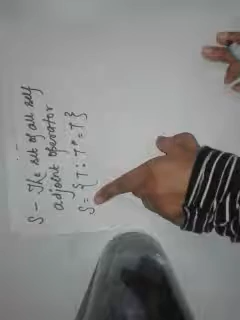 S - The set of all self
adjoint operator
S = { T : T* = T }